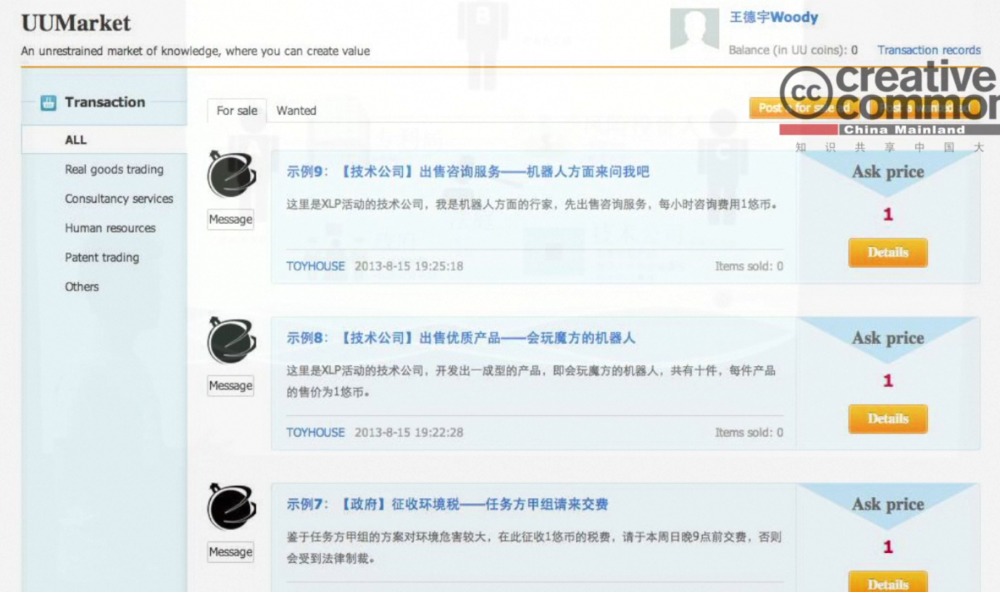 UUMarket
An unrestrained market of knowledge, where you can create value
王德宇Woody
Balance (in UU coins): 0 Transaction records
creative
cc
common
China Mainland
知 识 共 享 中 国 大
Transaction
ALL
Real goods trading
Consultancy services
Human resources
Patent trading
Others
For sale Wanted
示例9：【技术公司】出售咨询服务——机器人方面来问我吧
这里是XLP活动的技术公司，我是机器人方面的行家，先出售咨询服务，每小时咨询费用1悠币。
Message
TOYHOUSE 2013-8-15 19:25:18 Items sold: 0
Ask price
1
Details
示例8：【技术公司】出售优质产品——会玩魔方的机器人
这里是XLP活动的技术公司，开发出一成型的产品，即会玩魔方的机器人，共有十件，每件产品
的售价为1悠币。
Message
TOYHOUSE 2013-8-15 19:22:28 Items sold: 0
Ask price
1
Details
示例7：【政府】征收环境税——任务方甲组请来交费
鉴于任务方甲组的方案对环境危害较大，在此征收1悠币的税费，请于本周日晚9点前交费，否则
会受到法律制裁。
Message
Ask price
1
Details